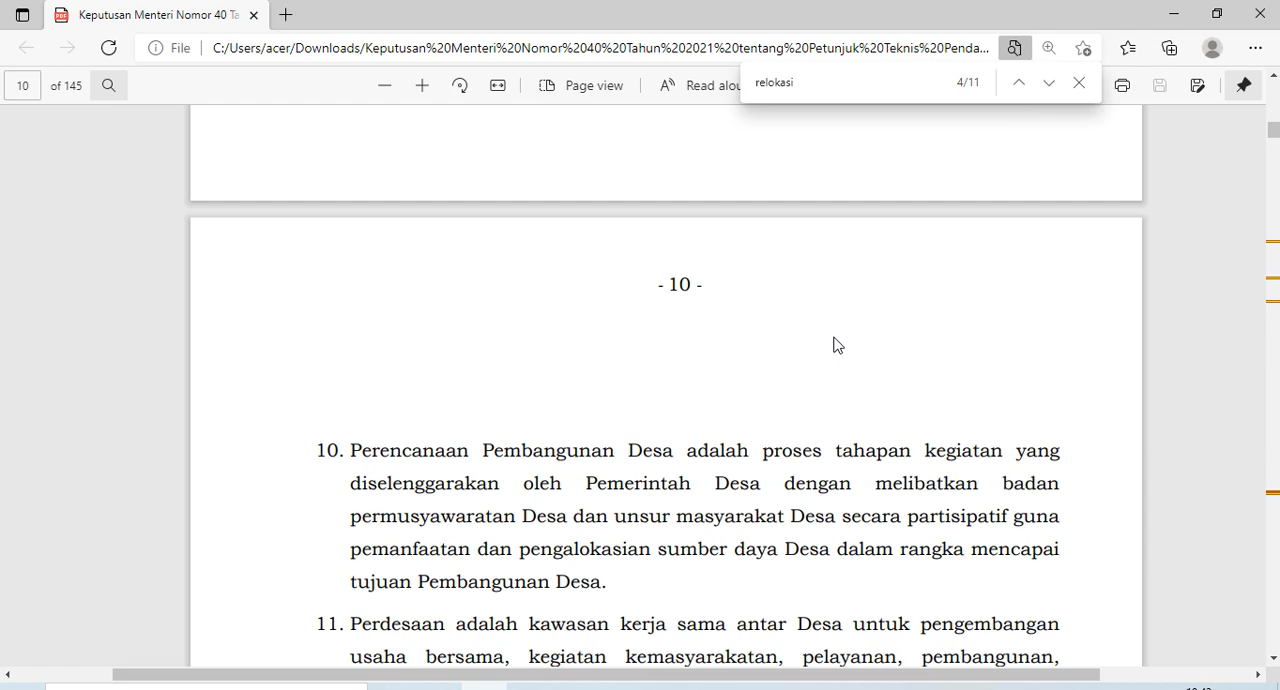 Keputusan Menteri Nomor 40 Ta
File
C:/Users/acer/Downloads/Keputusan%20Menteri%20Nomor%2040%20Tahun%202021%20tentang%20Petunjuk%20Teknis%20Penda...
10 of 145
Page view
Read alou
relokasi
4/11
- 10 -
10. Perencanaan Pembangunan Desa adalah proses tahapan kegiatan yang
diselenggarakan oleh Pemerintah Desa dengan melibatkan badan
permusyawaratan Desa dan unsur masyarakat Desa secara partisipatif guna
pemanfaatan dan pengalokasian sumber daya Desa dalam rangka mencapai
tujuan Pembangunan Desa.
11. Perdesaan adalah kawasan kerja sama antar Desa untuk pengembangan
usaha bersama, kegiatan kemasyarakatan, pelayanan, pembangunan,